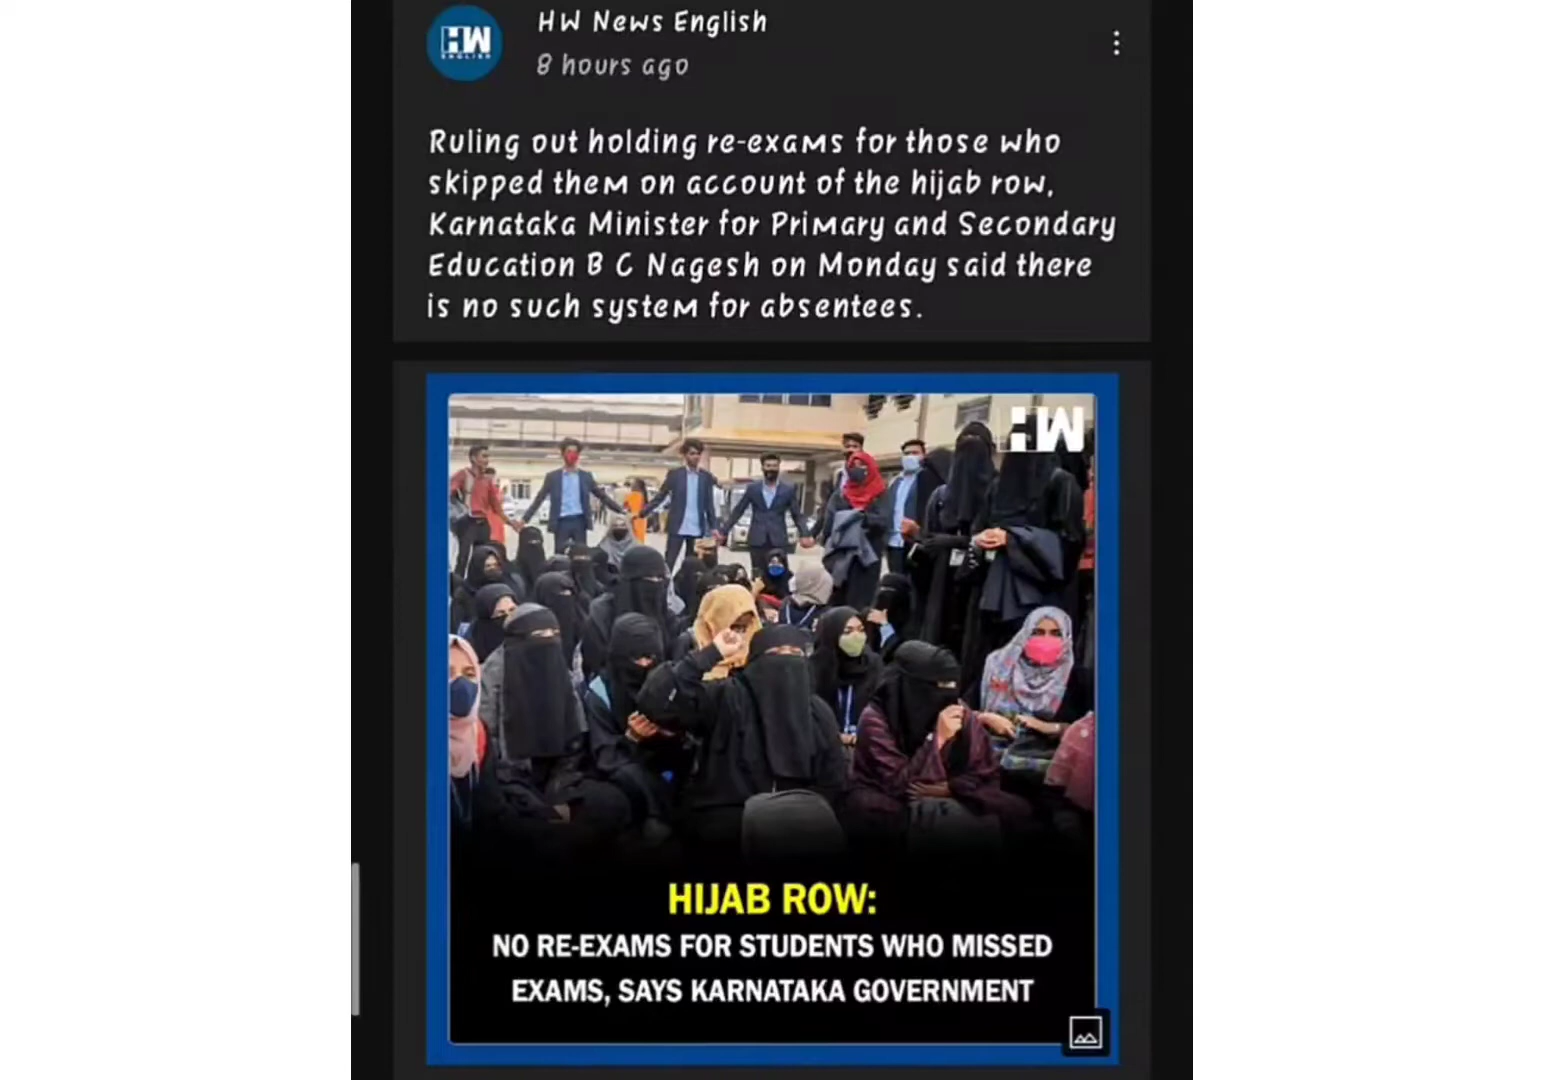 HW News English
8 hours ago
HW
ENGLISH
Ruling out holding re-exams for those who
skipped them on account of the hijab row,
Karnataka Minister for Primary and Secondary
Education B C Nagesh on Monday said there
is no such system for absentees.
HW
HIJAB ROW:
NO RE-EXAMS FOR STUDENTS WHO MISSED
EXAMS, SAYS KARNATAKA GOVERNMENT